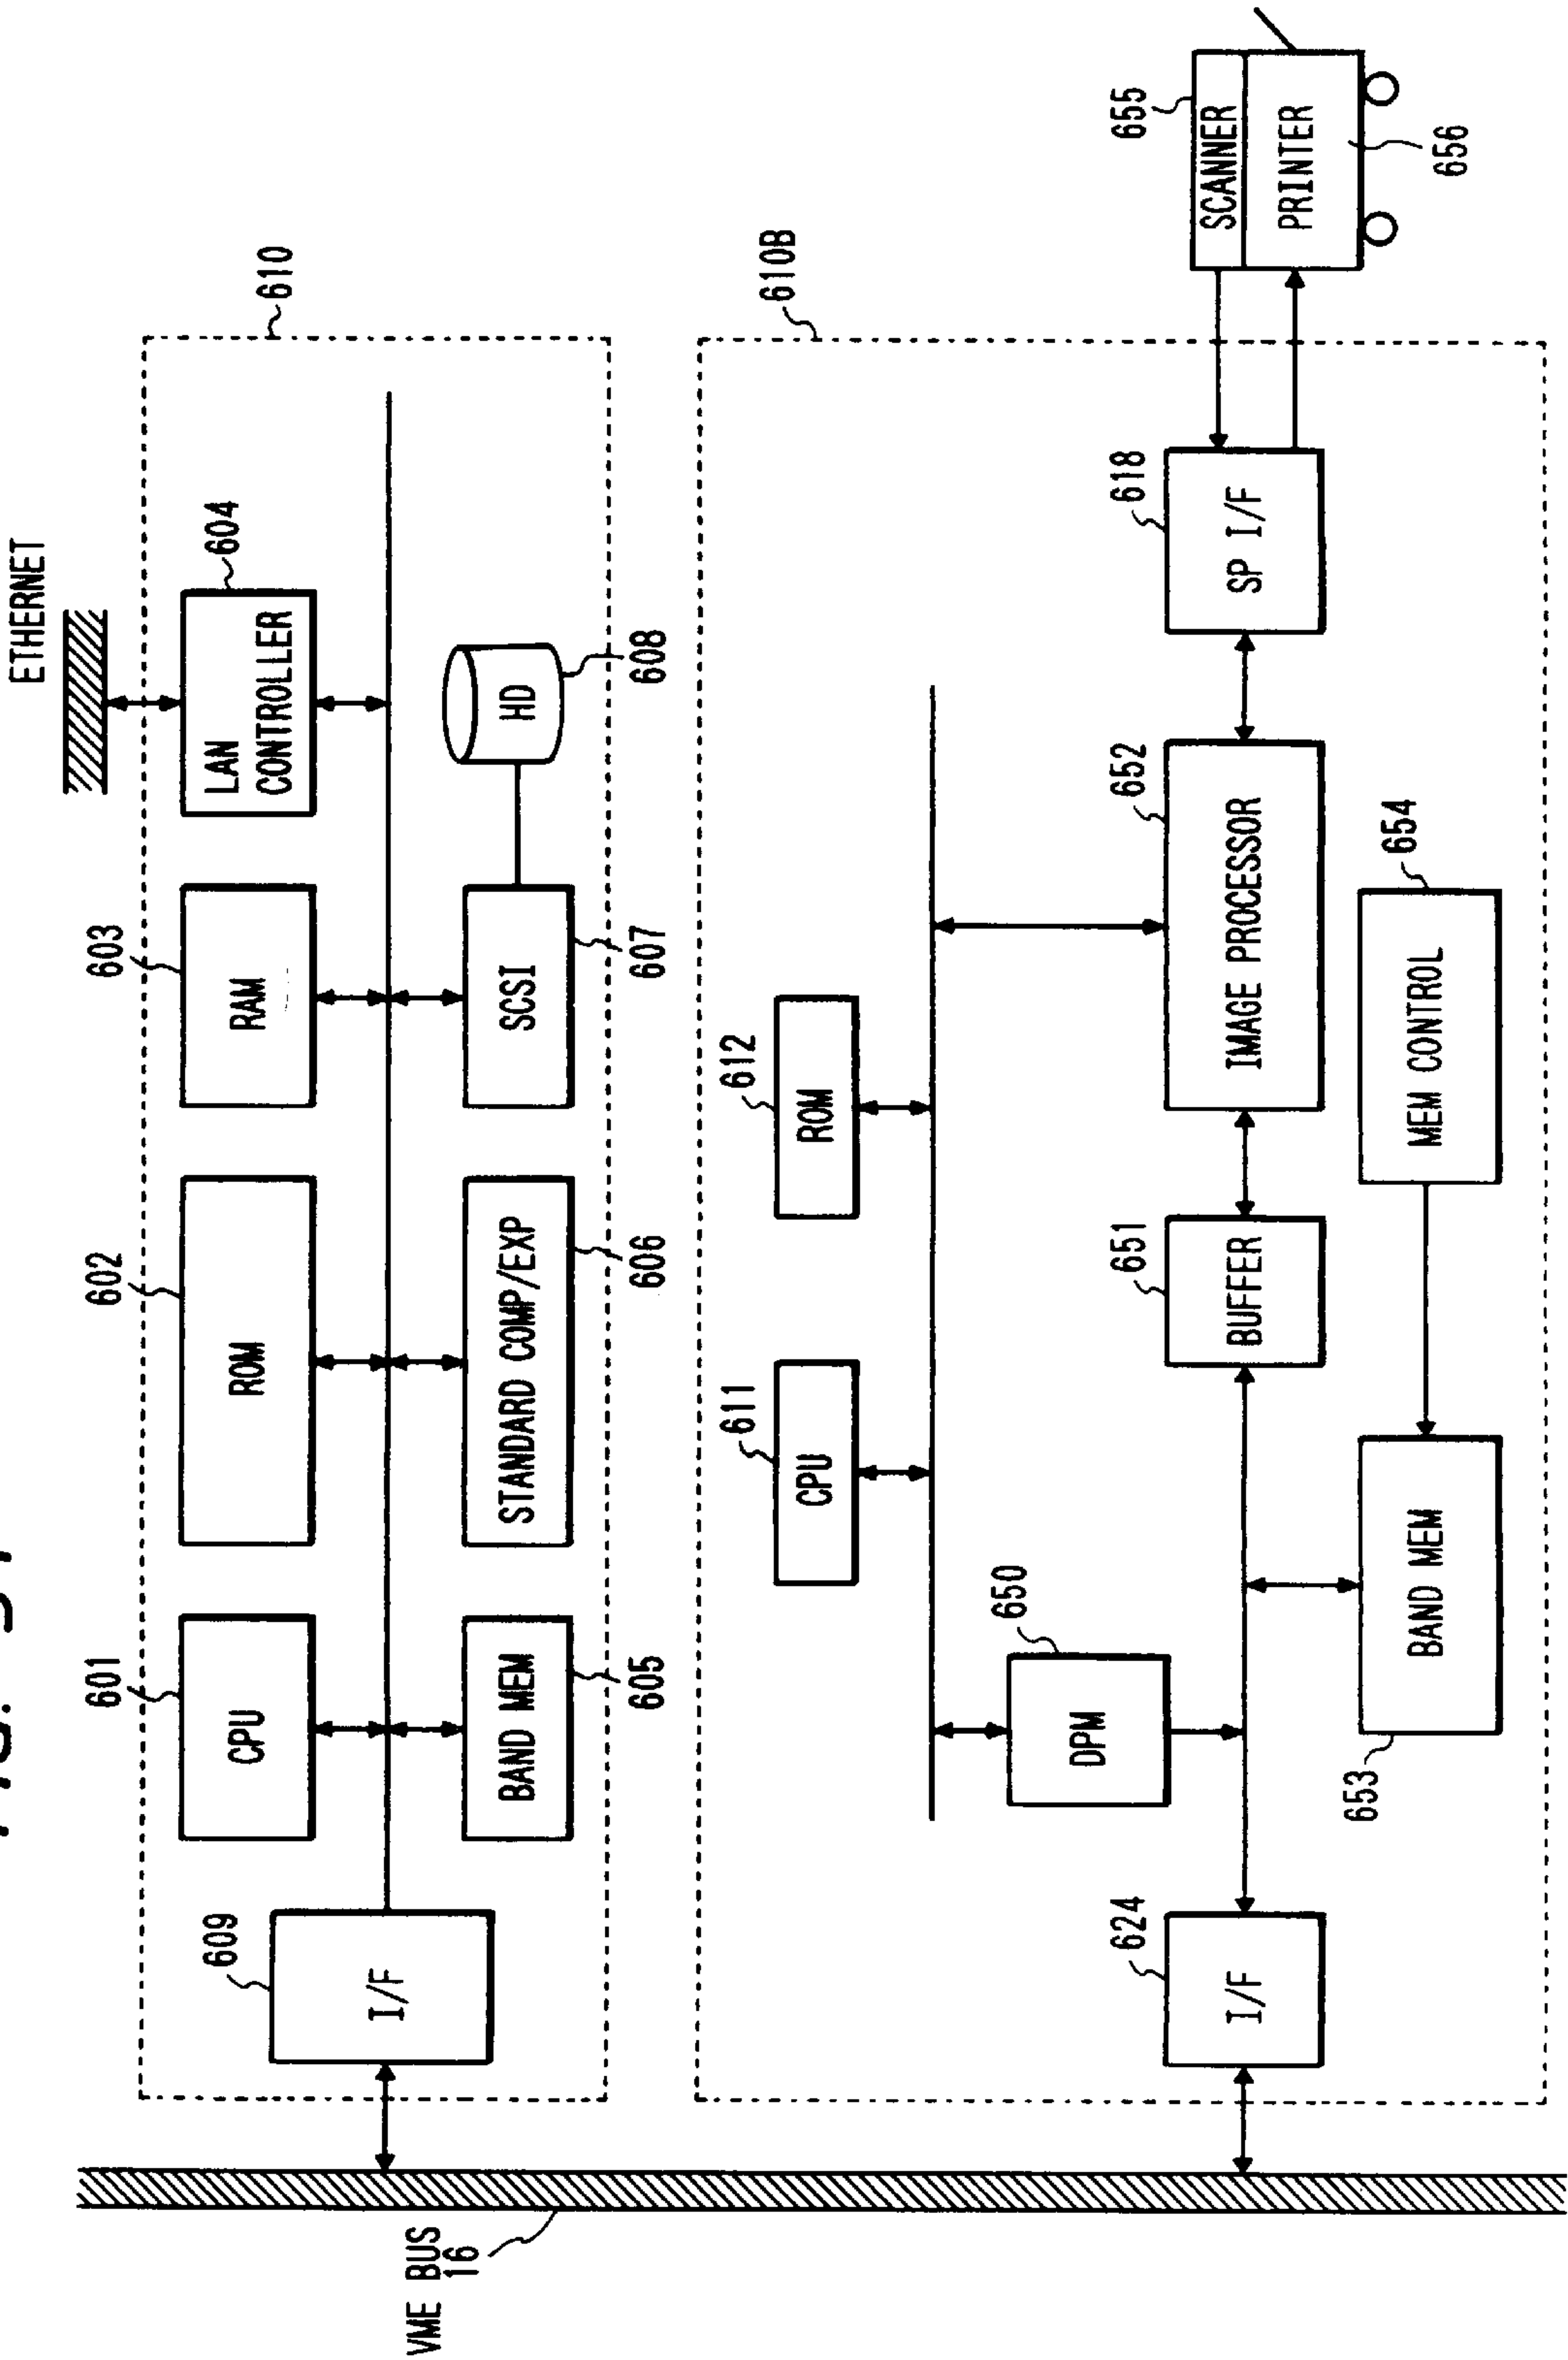 ETHERNET
610
601
CPU
602
ROM
603
RAM
604
LAN
CONTROLLER
609
I/F
BAND MEM
605
STANDARD COMP/EXP
606
SCSI
607
HD
608
VME BUS
16
610B
611
CPU
612
ROM
650
DPM
624
I/F
651
BUFFER
652
IMAGE PROCESSOR
618
SP I/F
655
SCANNER
PRINTER
656
653
BAND MEM
654
MEM CONTROL